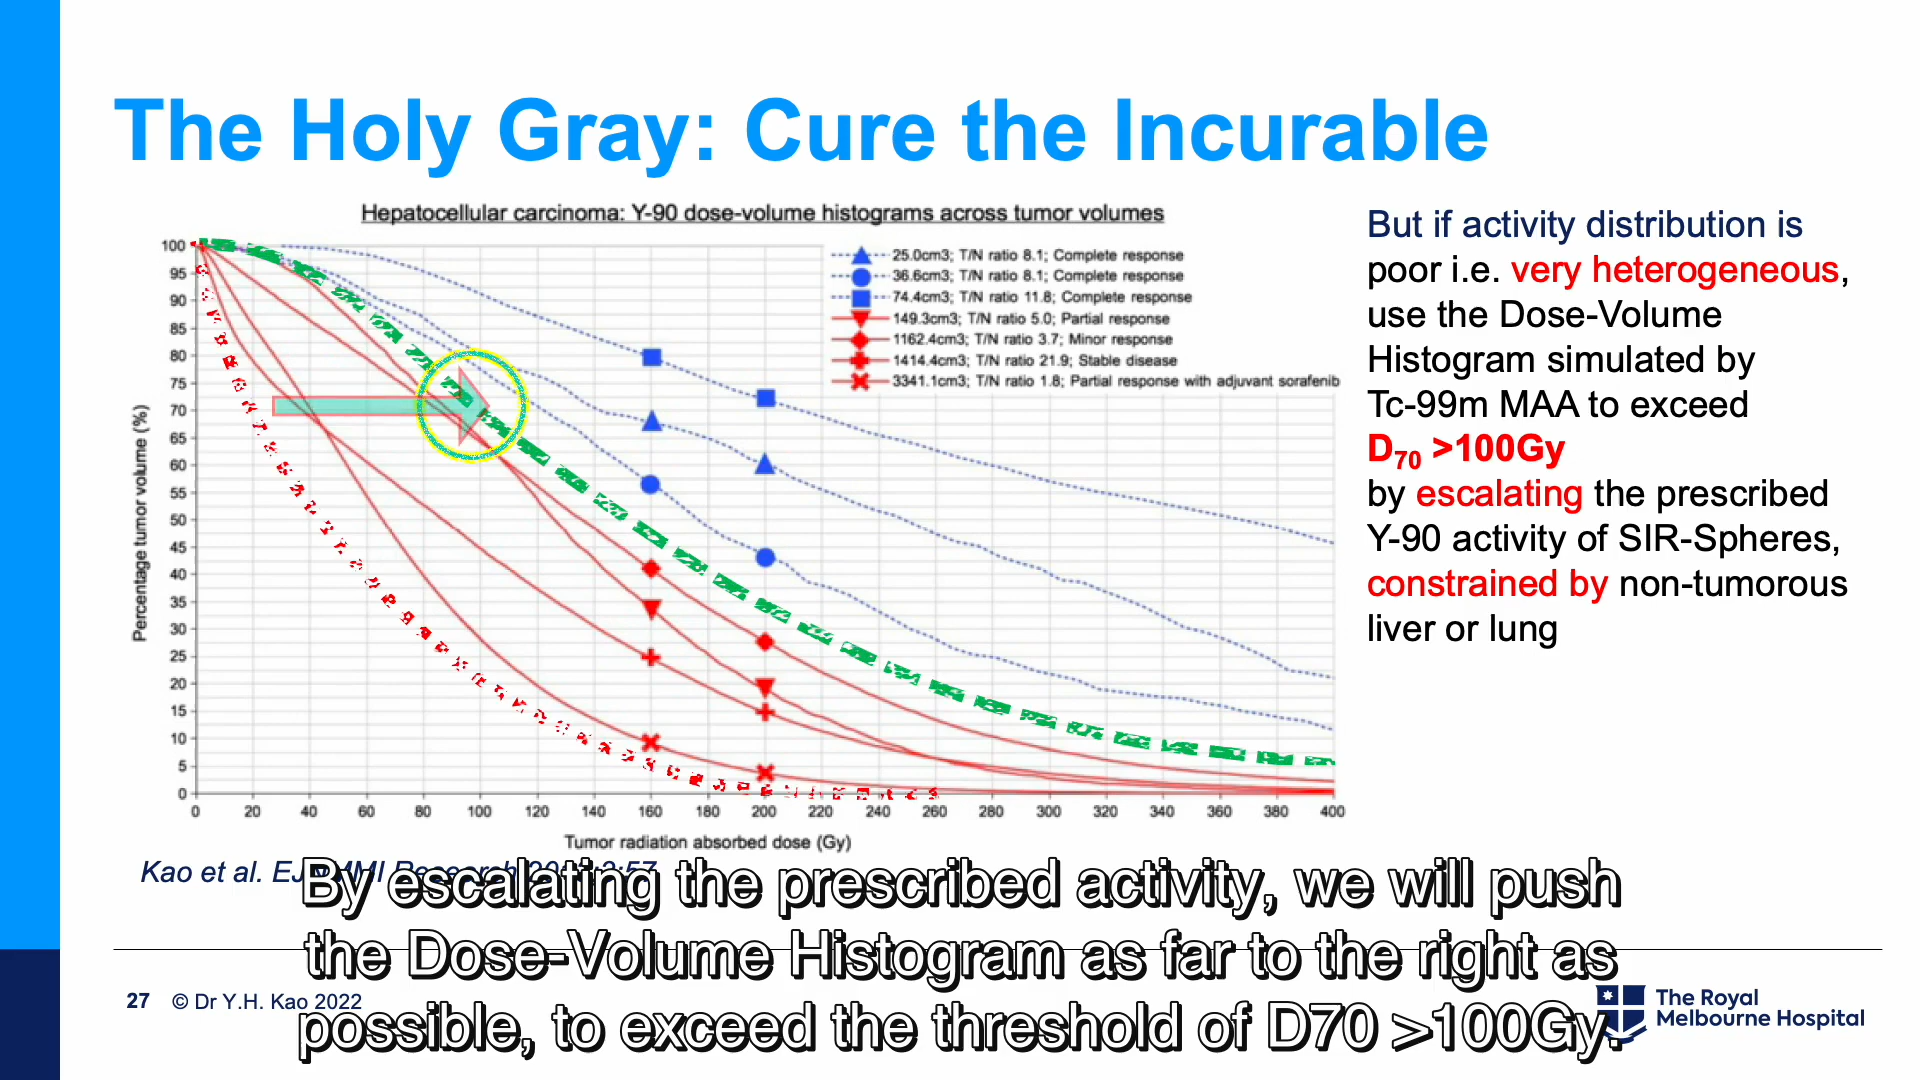 The Holy Gray: Cure the Incurable
Hepatocellular carcinoma: Y-90 dose-volume histograms across tumor volumes
25.0cm3; T/N ratio 8.1; Complete response
36.6cm3; T/N ratio 8.1; Complete response
74.4cm3; T/N ratio 11.8; Complete response
149.3cm3; T/N ratio 5.0; Partial response
1162.4cm3; T/N ratio 3.7; Minor response
1414.4cm3; T/N ratio 21.9; Stable disease
3341.1cm3; T/N ratio 1.8; Partial response with adjuvant sorafenib
Percentage tumor volume (%)
100
95
90
85
80
75
70
65
60
55
50
45
40
35
30
25
20
15
10
5
0
0 20 40 60 80 100 120 140 160 180 200 220 240 260 280 300 320 340 360 380 400
Tumor radiation absorbed dose (Gy)
But if activity distribution is
poor i.e. very heterogeneous,
use the Dose-Volume
Histogram simulated by
Tc-99m MAA to exceed
D70 >100Gy
by escalating the prescribed
Y-90 activity of SIR-Spheres,
constrained by non-tumorous
liver or lung
Kao et al.
By escalating the prescribed activity, we will push
the Dose-Volume Histogram as far to the right as
possible, to exceed the threshold of D70 >100Gy.
27 © Dr Y.H. Kao 2022
The Royal
Melbourne Hospital